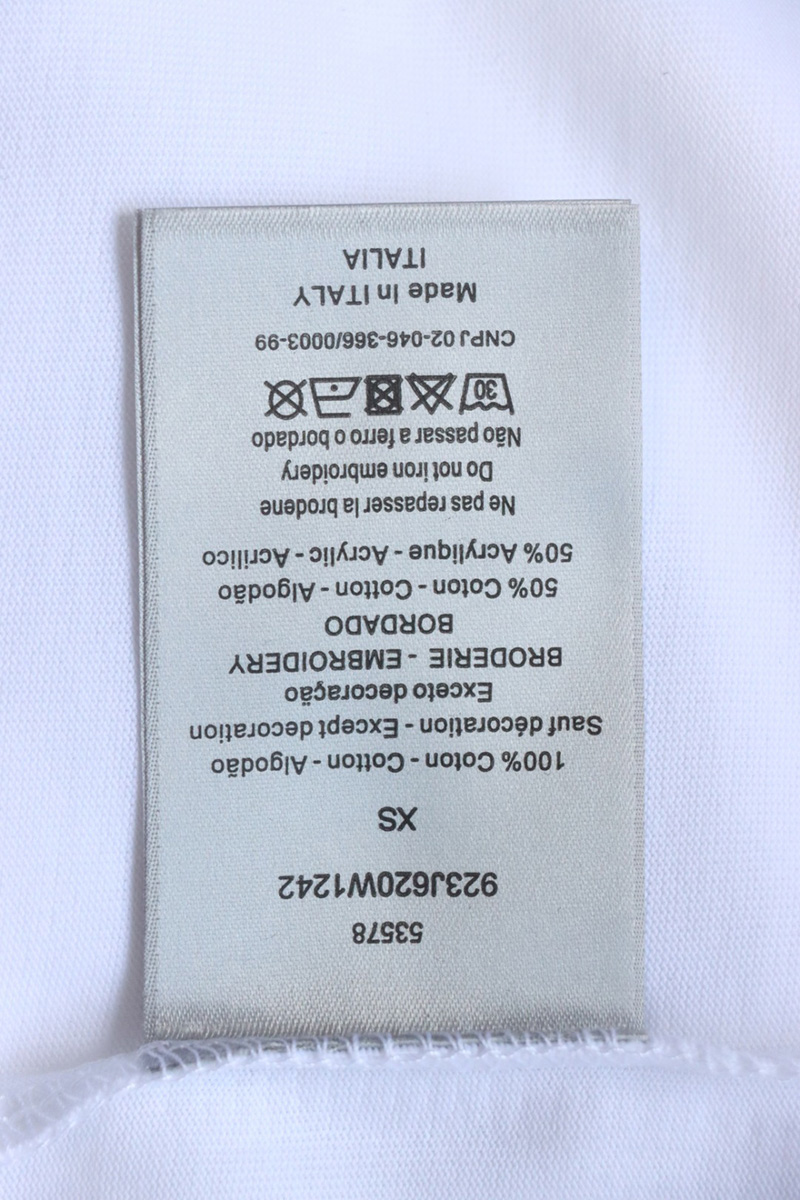 53578
923J620W1242
XS
100% Coton - Cotton - Algodão
Sauf décoration - Except decoration
Exceto decoração
BRODERIE - EMBROIDERY
BORDADO
50% Coton - Cotton - Algodão
50% Acrylique - Acrylic - Acrilico
Ne pas repasser la brodene
Do not iron embroidery
Não passar a ferro o bordado
30
CNPJ 02-046-366/0003-99
Made In ITALY
ITALIA